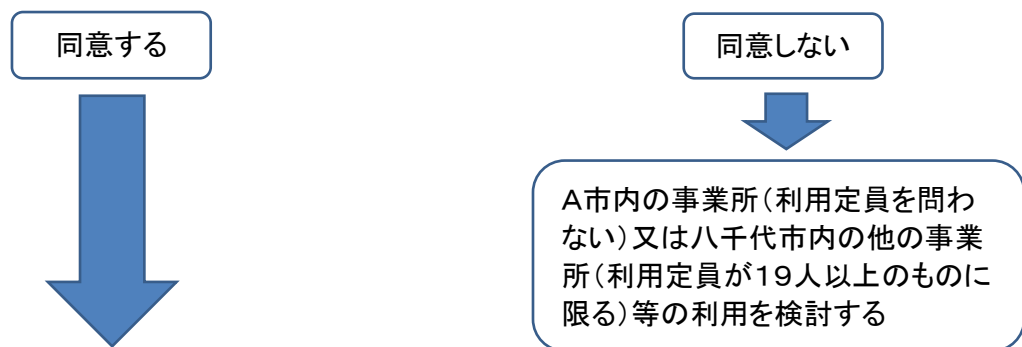 同意する
同意しない
A市内の事業所(利用定員を問わ
ない)又は八千代市内の他の事業
所(利用定員が19人以上のものに
限る)等の利用を検討する